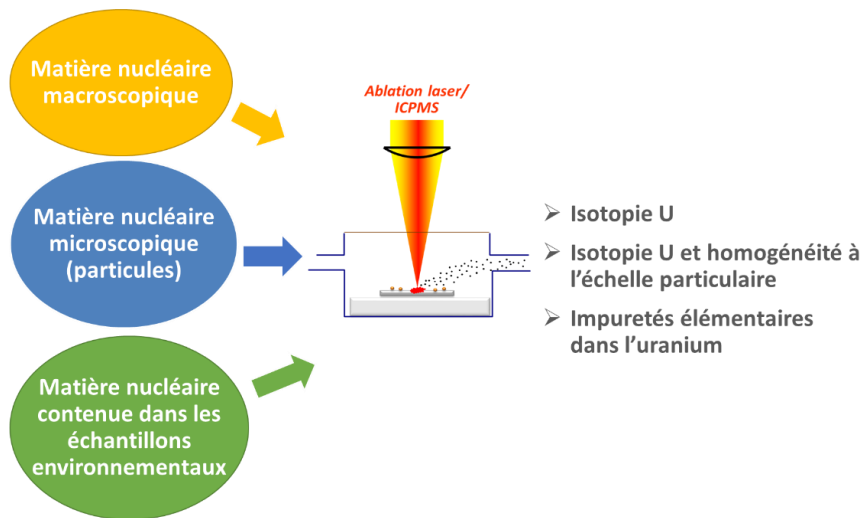 Matière nucléaire
macroscopique
Ablation laser/
ICPMS
Matière nucléaire
microscopique
(particules)
Matière nucléaire
contenue dans les
échantillons
environnementaux
➢ Isotopie U
➢ Isotopie U et homogénéité à
l’échelle particulaire
➢ Impuretés élémentaires
dans l’uranium